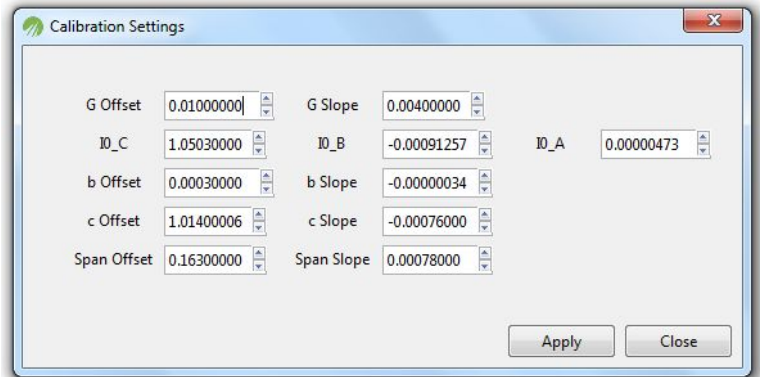 Calibration Settings
G Offset 0.01000000 G Slope 0.00400000
I0_C 1.05030000 I0_B -0.00091257 I0_A 0.00000473
b Offset 0.00030000 b Slope -0.00000034
c Offset 1.01400006 c Slope -0.00076000
Span Offset 0.16300000 Span Slope 0.00078000
Apply Close